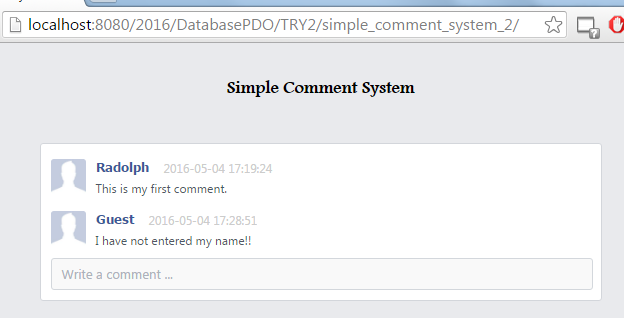 localhost:8080/2016/DatabasePDO/TRY2/simple_comment_system_2/
Simple Comment System
Radolph 2016-05-04 17:19:24
This is my first comment.
Guest 2016-05-04 17:28:51
I have not entered my name!!
Write a comment ...